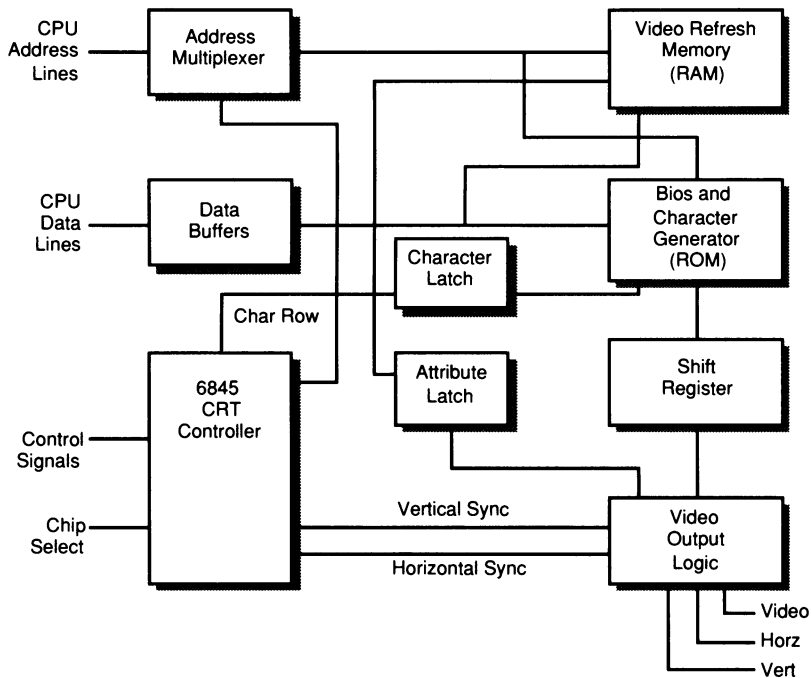 CPU
Address
Lines
Address
Multiplexer
Video Refresh
Memory
(RAM)
CPU
Data
Lines
Data
Buffers
Bios and
Character
Generator
(ROM)
Character
Latch
Char Row
6845
CRT
Controller
Attribute
Latch
Shift
Register
Control
Signals
Chip
Select
Vertical Sync
Horizontal Sync
Video
Output
Logic
Video
Horz
Vert